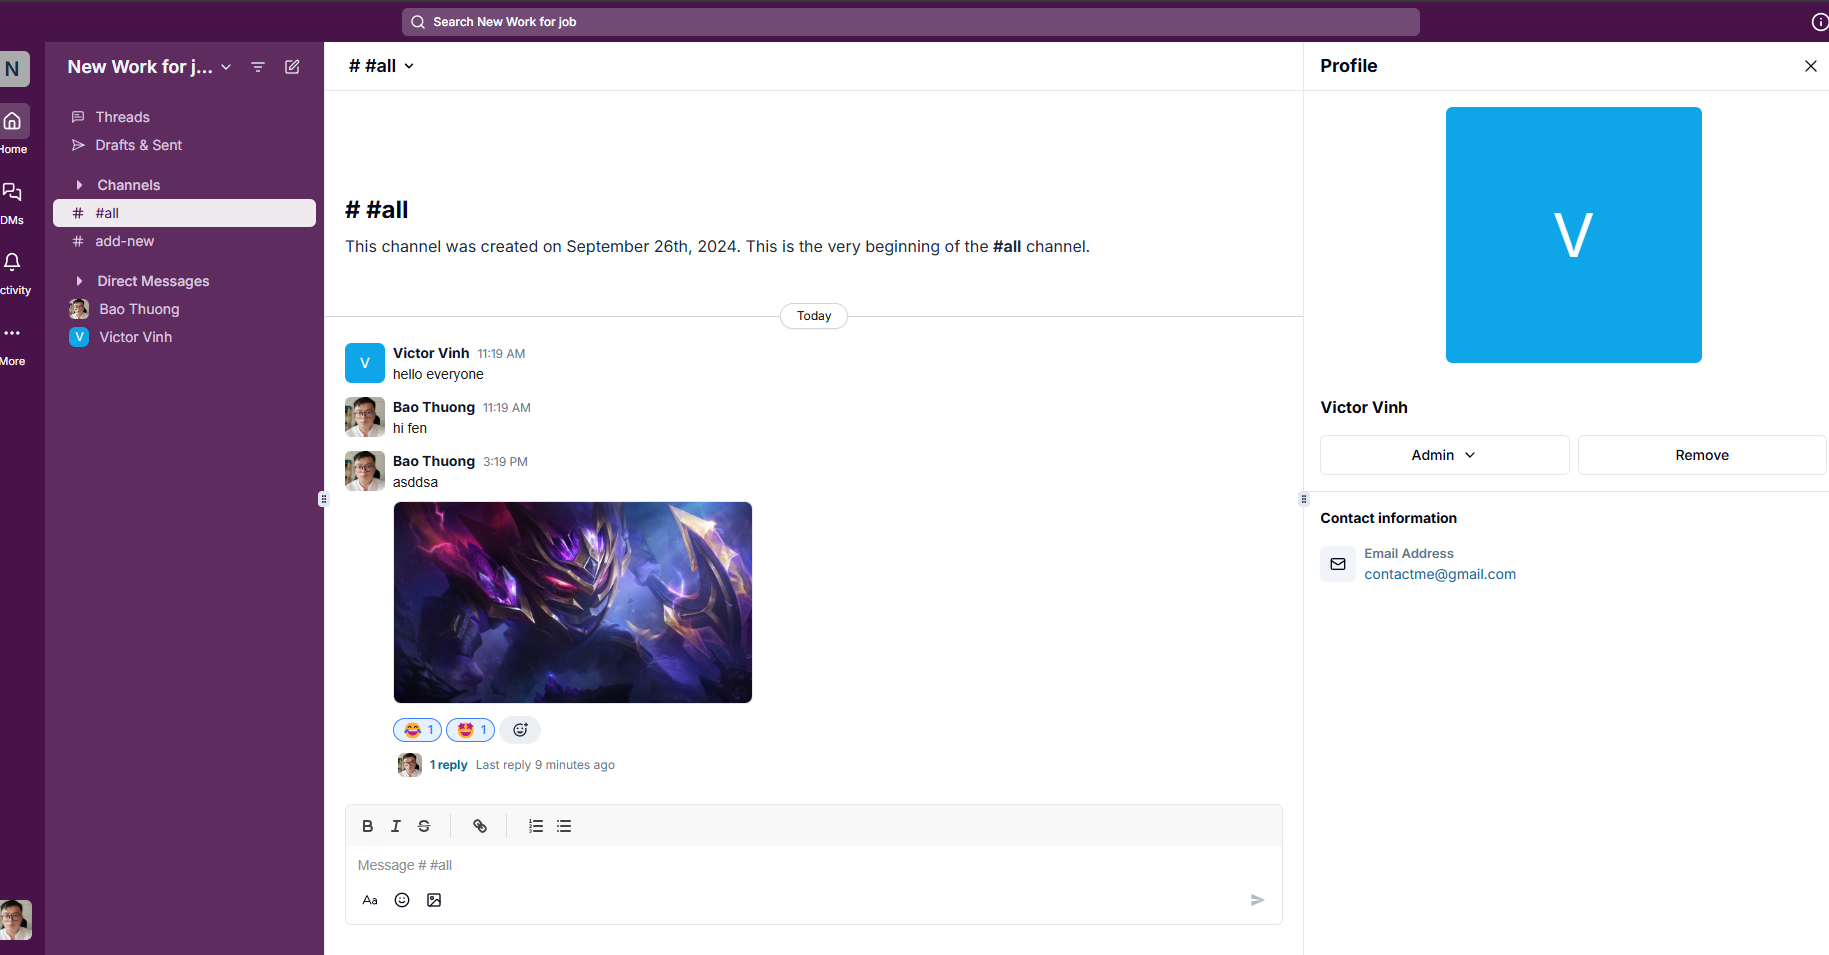 Search New Work for job
N
Home
DMs
ctivity
More
New Work for j...
Threads
Drafts & Sent
Channels
# #all
# add-new
Direct Messages
Bao Thuong
V Victor Vinh
# #all
# #all
This channel was created on September 26th, 2024. This is the very beginning of the #all channel.
Today
V
Victor Vinh 11:19 AM
hello everyone
Bao Thuong 11:19 AM
hi fen
Bao Thuong 3:19 PM
asddsa
1 1
1 reply Last reply 9 minutes ago
B I S
Message # #all
Aa
Profile
V
Victor Vinh
Admin Remove
Contact information
Email Address
contactme@gmail.com